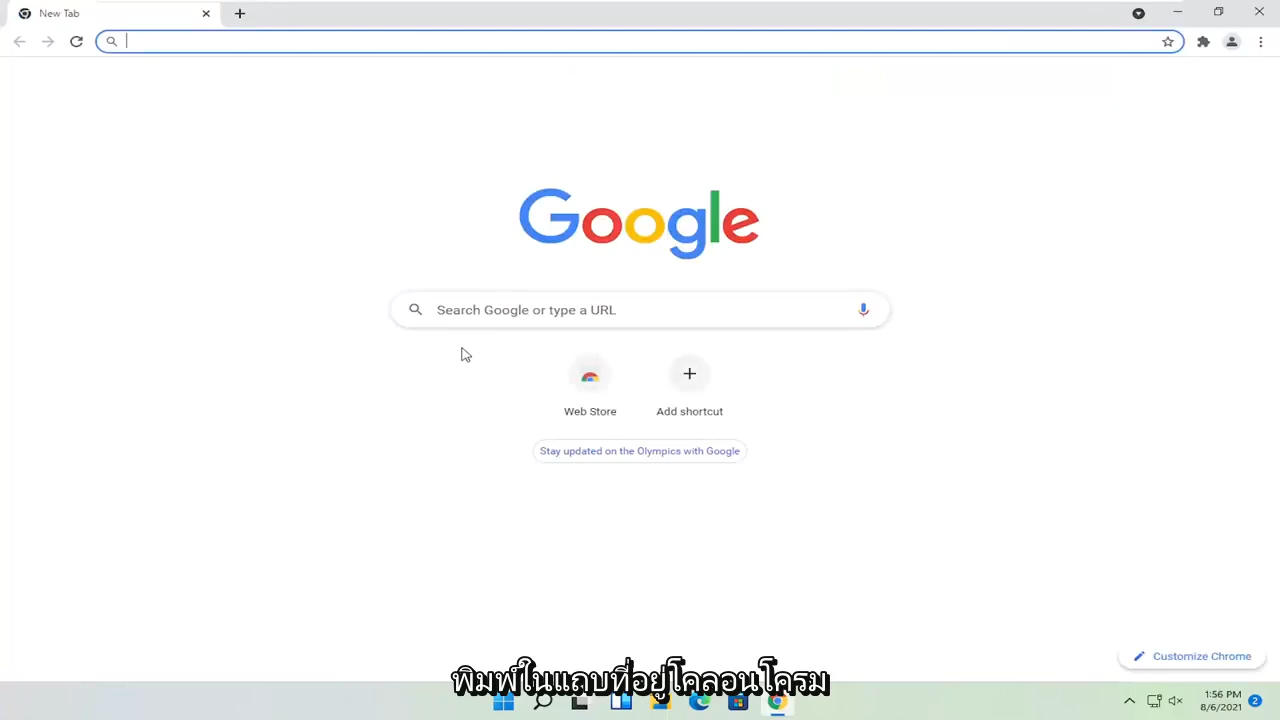 New Tab
Google
Search Google or type a URL
Web Store
Add shortcut
Stay updated on the Olympics with Google
Customize Chrome
พิมพ์ในแถบที่อยู่โคลอนโครม
1:56 PM
8/6/2021
2